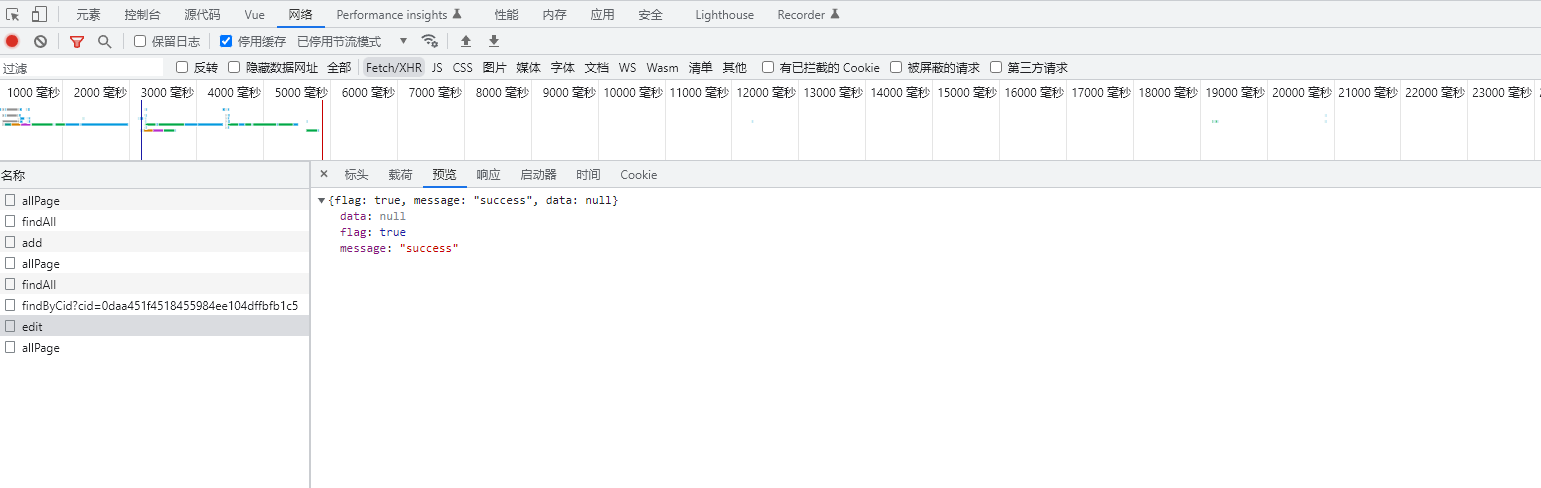 元素 控制台 源代码 Vue 网络 Performance insights 性能 内存 应用 安全 Lighthouse Recorder
保留日志 停用缓存 已停用节流模式
过滤 反转 隐藏数据网址 全部 Fetch/XHR JS CSS 图片 媒体 字体 文档 WS Wasm 清单 其他 有已拦截的 Cookie 被屏蔽的请求 第三方请求
1000 毫秒 2000 毫秒 3000 毫秒 4000 毫秒 5000 毫秒 6000 毫秒 7000 毫秒 8000 毫秒 9000 毫秒 10000 毫秒 11000 毫秒 12000 毫秒 13000 毫秒 14000 毫秒 15000 毫秒 16000 毫秒 17000 毫秒 18000 毫秒 19000 毫秒 20000 毫秒 21000 毫秒 22000 毫秒 23000 毫秒
名称
allPage
findAll
add
allPage
findAll
findByCid?cid=0daa451f4518455984ee104dffbfb1c5
edit
allPage
× 标头 载荷 预览 响应 启动器 时间 Cookie
{flag: true, message: "success", data: null}
data: null
flag: true
message: "success"